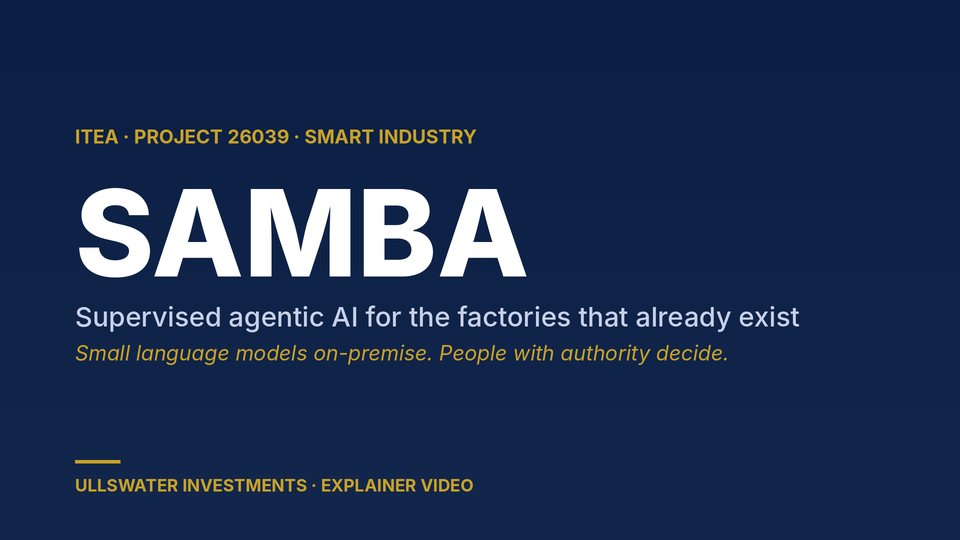 ITEA · PROJECT 26039 · SMART INDUSTRY
SAMBA
Supervised agentic AI for the factories that already exist
Small language models on-premise. People with authority decide.
ULLSWATER INVESTMENTS · EXPLAINER VIDEO